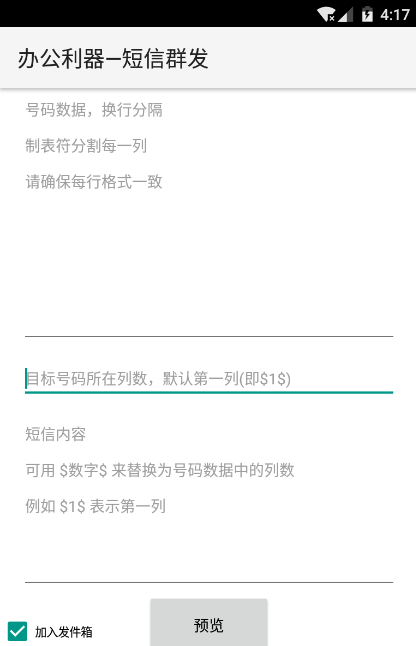 4:17
办公利器—短信群发
号码数据，换行分隔
制表符分割每一列
请确保每行格式一致
目标号码所在列数，默认第一列(即$1$)
短信内容
可用 $数字$ 来替换为号码数据中的列数
例如 $1$ 表示第一列
加入发件箱
预览